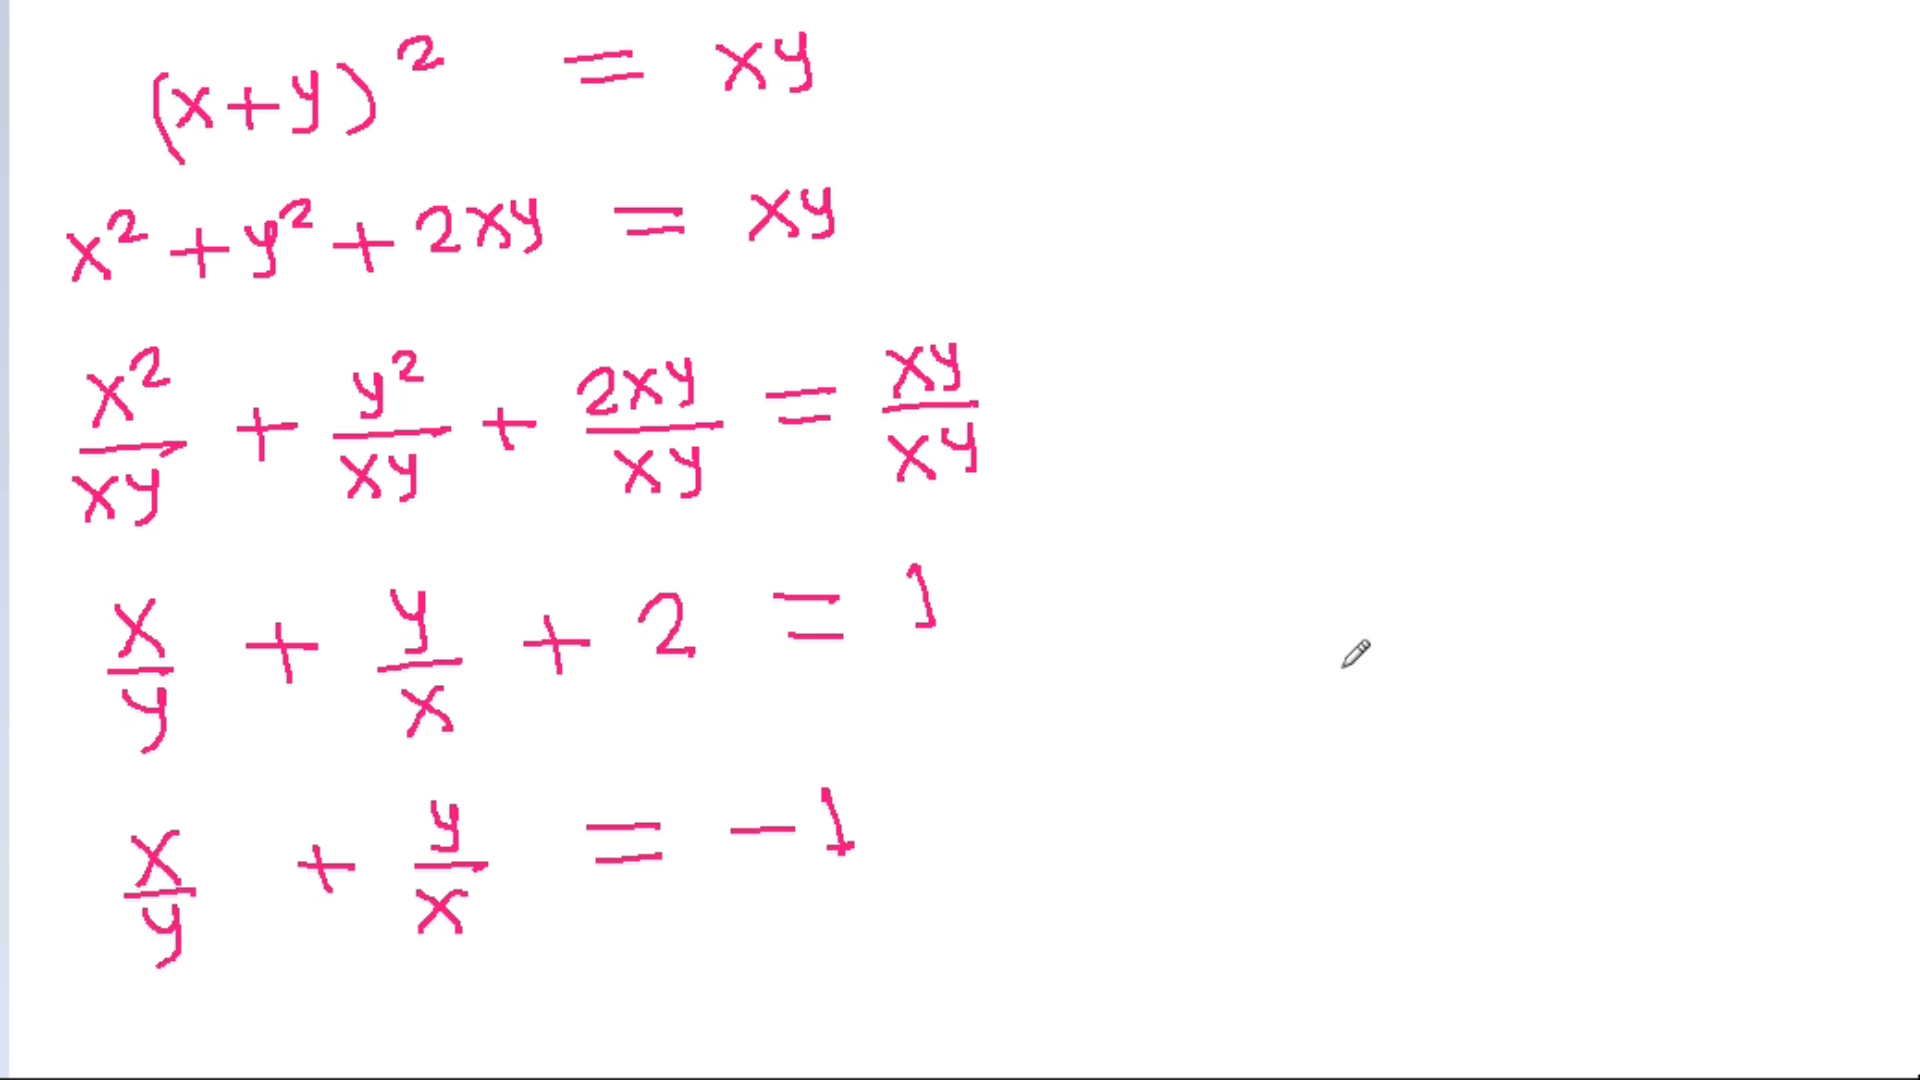 (x+y)² = xy
x² + y² + 2xy = xy
x²/xy + y²/xy + 2xy/xy = xy/xy
x/y + y/x + 2 = 1
x/y + y/x = -1